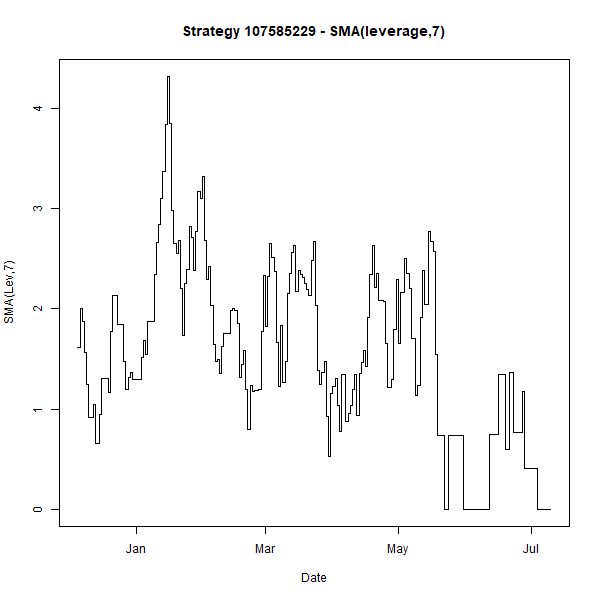 Strategy 107585229 - SMA(leverage,7)
4
3
2
1
0
SMA(Lev,7)
Jan
Mar
May
Jul
Date